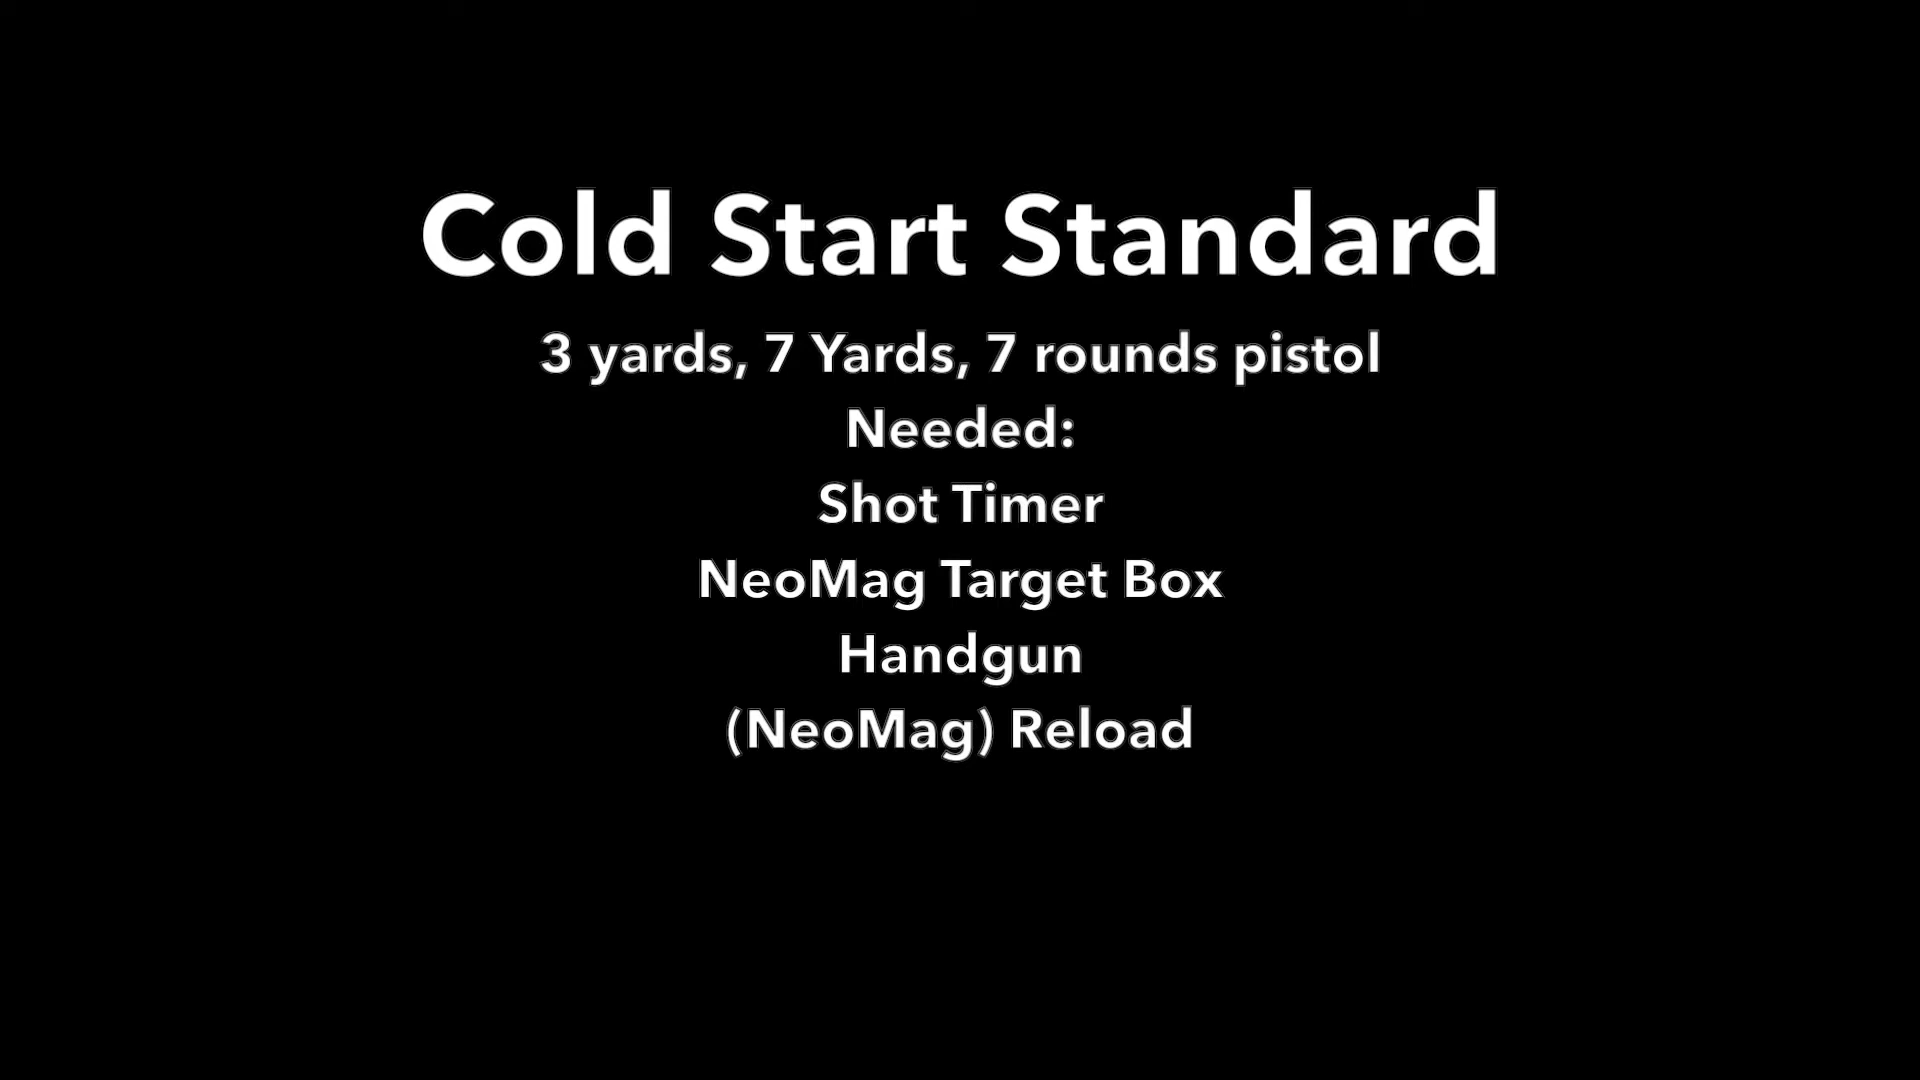 Cold Start Standard
3 yards, 7 Yards, 7 rounds pistol
Needed:
Shot Timer
NeoMag Target Box
Handgun
(NeoMag) Reload